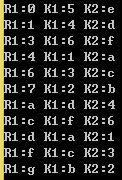 R1:0 K1:5 K2:e
R1:1 K1:4 K2:d
R1:3 K1:6 K2:f
R1:4 K1:1 K2:a
R1:6 K1:3 K2:c
R1:7 K1:2 K2:b
R1:a K1:d K2:4
R1:c K1:f K2:6
R1:d K1:a K2:1
R1:f K1:c K2:3
R1:g K1:b K2:2